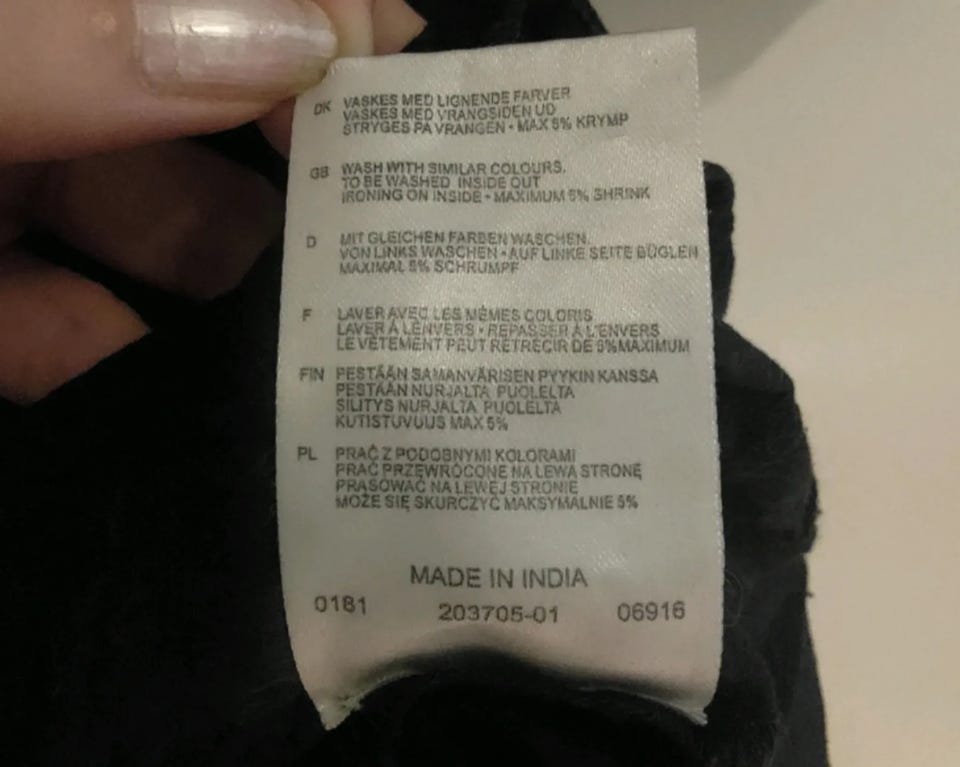 DK VASKES MED LIGNENDE FARVER
VASKES MED VRANGSIDEN UD
STRYGES PA VRANGEN - MAX 5% KRYMP
GB WASH WITH SIMILAR COLOURS.
TO BE WASHED INSIDE OUT
IRONING ON INSIDE - MAXIMUM 5% SHRINK
D MIT GLEICHEN FARBEN WASCHEN.
VON LINKS WASCHEN - AUF LINKE SEITE BÜGLEN
MAXIMAL 5% SCHRUMPF
F LAVER AVEC LES MÊMES COLORIS
LAVER À L'ENVERS - REPASSER À L'ENVERS
LE VÊTEMENT PEUT RETRECIR DE 5%MAXIMUM
FIN PESTÄÄN SAMANVÄRISEN PYYKIN KANSSA
PESTÄÄN NURJALTA PUOLELTA
SILITYS NURJALTA PUOLELTA
KUTISTUVUUS MAX 5%
PL PRAĆ Z PODOBNYMI KOLORAMI
PRAĆ PRZEWRÓCONE NA LEWĄ STRONĘ
PRASOWAĆ NA LEWEJ STRONIE
MOŻE SIĘ SKURCZYĆ MAKSYMALNIE 5%
MADE IN INDIA
0181 203705-01 06916